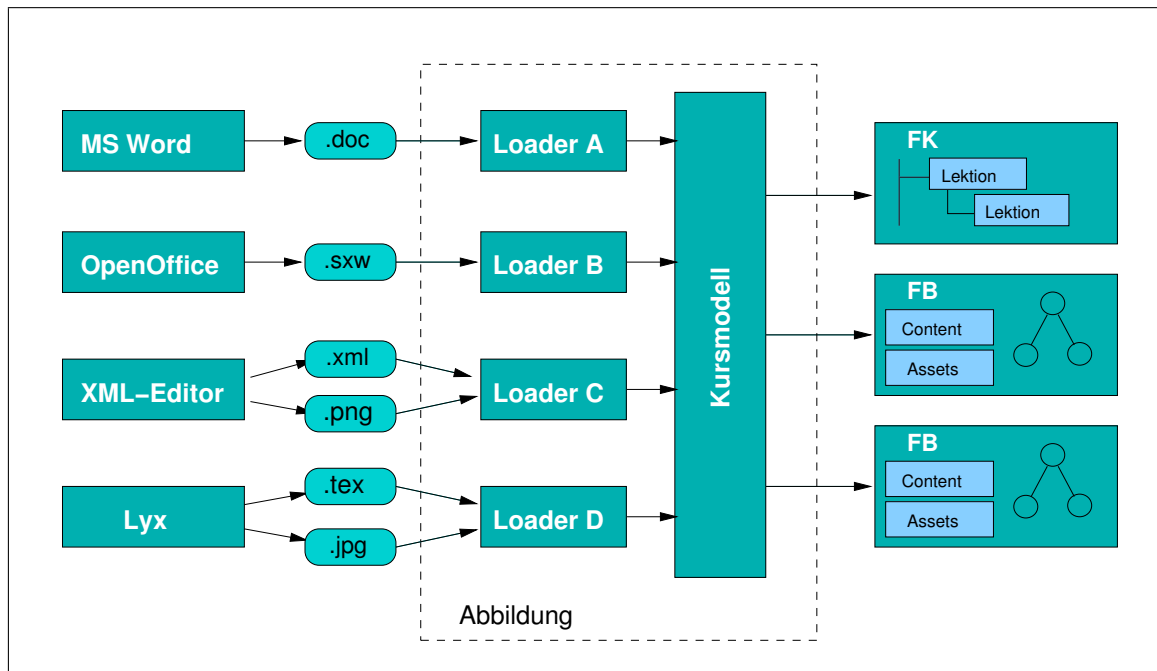 MS Word
.doc
Loader A
OpenOffice
.sxw
Loader B
XML–Editor
.xml
.png
Loader C
Lyx
.tex
.jpg
Loader D
Kursmodell
Abbildung
FK
Lektion
Lektion
FB
Content
Assets
FB
Content
Assets